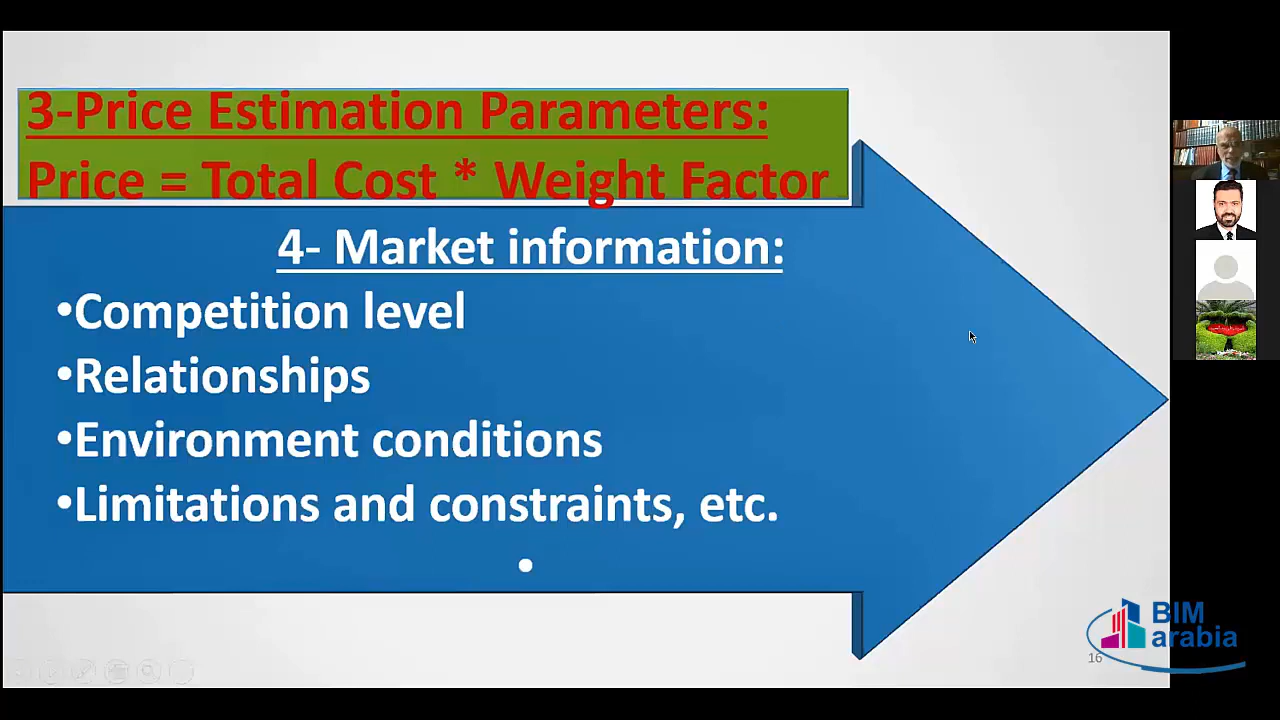 3-Price Estimation Parameters:
Price = Total Cost * Weight Factor
4- Market information:
•Competition level
•Relationships
•Environment conditions
•Limitations and constraints, etc.
•
16
BIM
arabia